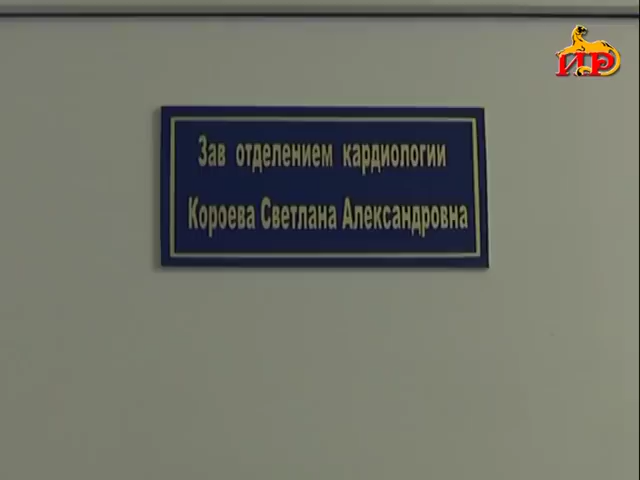 ИР
Зав отделением кардиологии
Короева Светлана Александровна